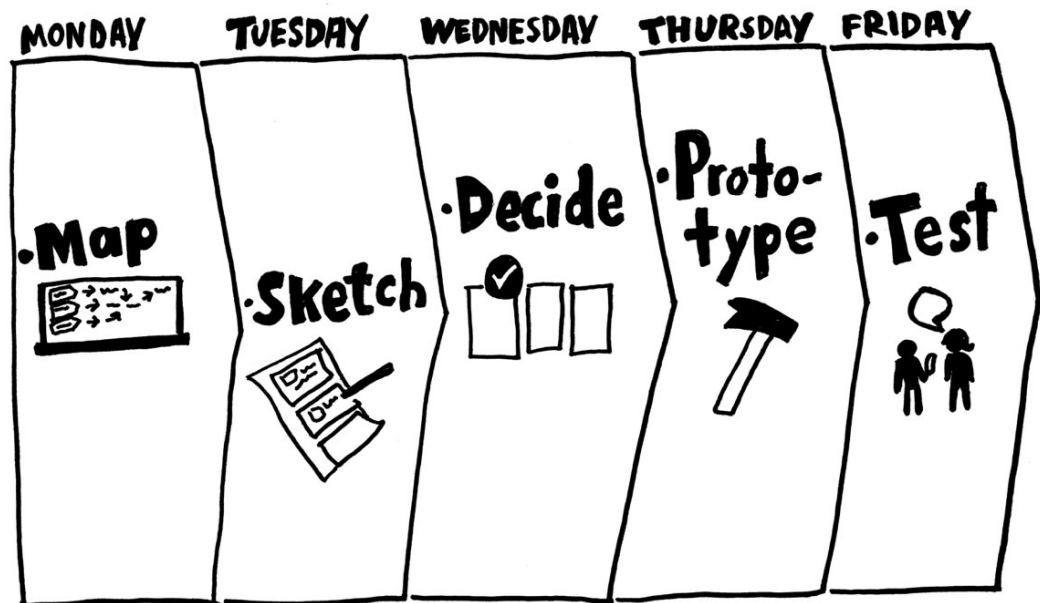 MONDAY TUESDAY WEDNESDAY THURSDAY FRIDAY
·Map
·Sketch
·Decide
·Proto-
type
·Test